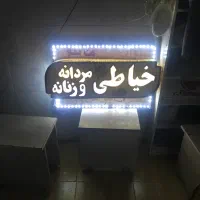 خیاطی مردانه
و زنانه